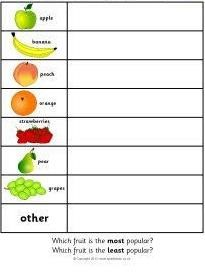 apple
banana
peach
orange
strawberries
pear
grapes
other
Which fruit is the most popular?
Which fruit is the least popular?